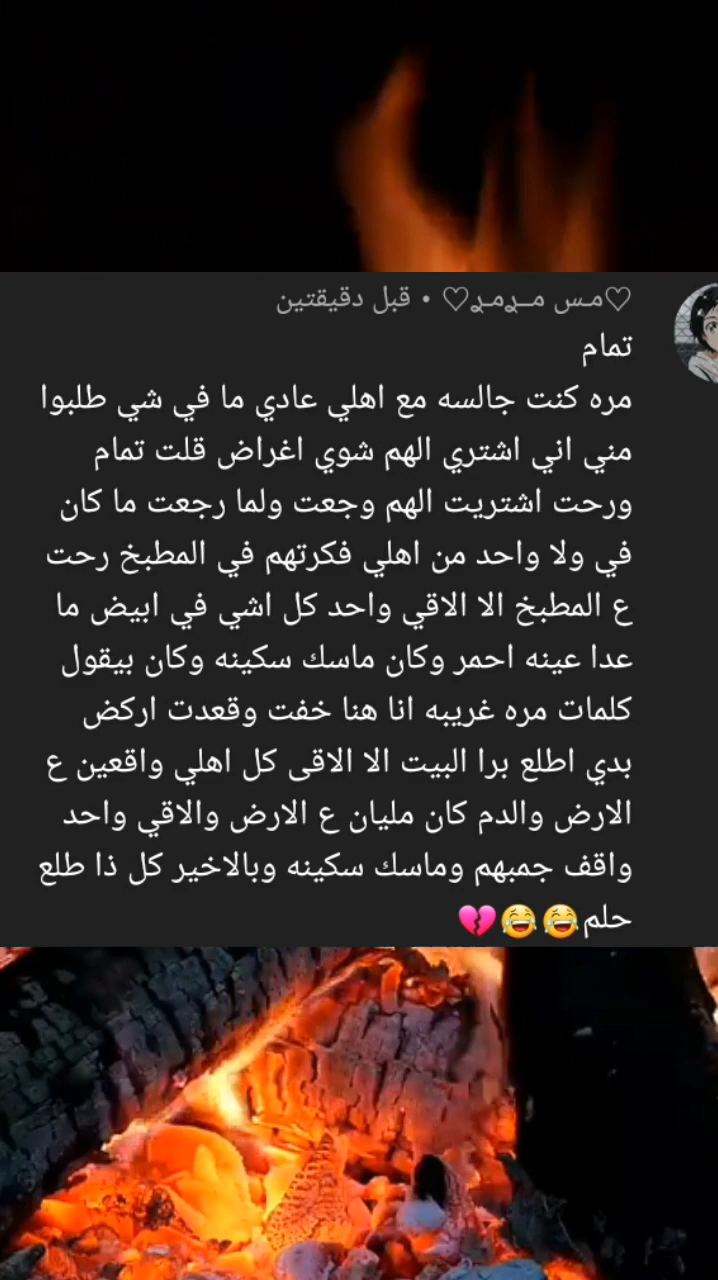 ♡مـس مــدمـد♡ • قبل دقيقتين
تمام
مره كنت جالسه مع اهلي عادي ما في شي طلبوا
مني اني اشتري الهم شوي اغراض قلت تمام
ورحت اشتريت الهم وجعت ولما رجعت ما كان
في ولا واحد من اهلي فكرتهم في المطبخ رحت
ع المطبخ الا الاقي واحد كل اشي في ابيض ما
عدا عينه احمر وكان ماسك سكينه وكان بيقول
كلمات مره غريبه انا هنا خفت وقعدت اركض
بدي اطلع برا البيت الا الاقى كل اهلي واقعين ع
الارض والدم كان مليان ع الارض والاقي واحد
واقف جمبهم وماسك سكينه وبالاخير كل ذا طلع
حلم😂😂💔